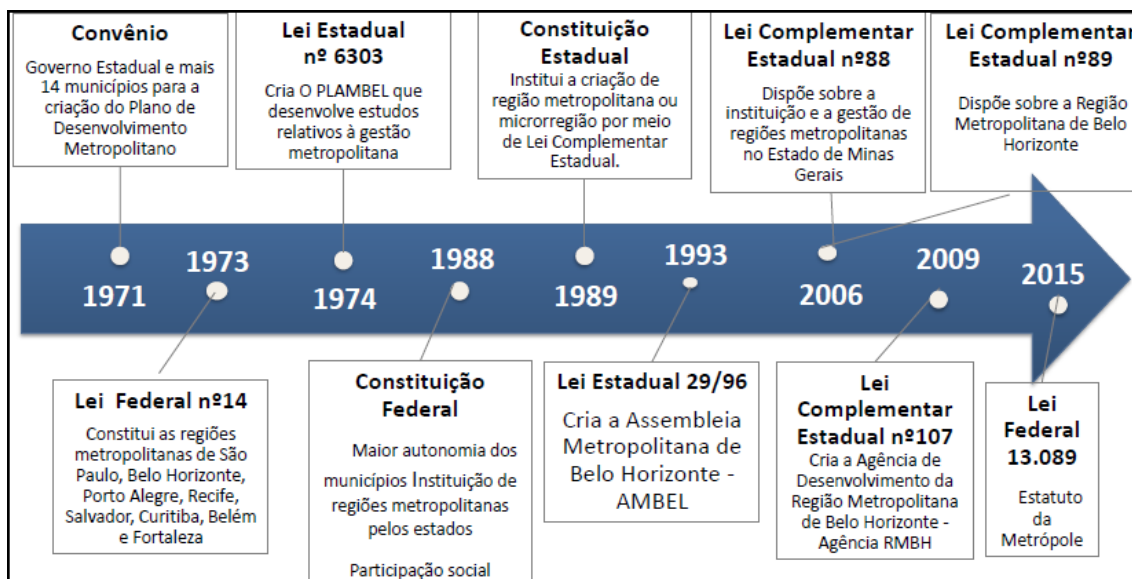 Convênio
Governo Estadual e mais
14 municípios para a
criação do Plano de
Desenvolvimento
Metropolitano
Lei Estadual
nº 6303
Cria O PLAMBEL que
desenvolve estudos
relativos à gestão
metropolitana
Constituição
Estadual
Institui a criação de
região metropolitana ou
microrregião por meio
de Lei Complementar
Estadual.
Lei Complementar
Estadual nº88
Dispõe sobre a
instituição e a gestão de
regiões metropolitanas
no Estado de Minas
Gerais
Lei Complementar
Estadual nº89
Dispõe sobre a Região
Metropolitana de Belo
Horizonte
1971
1973
1974
1988
1989
1993
2006
2009
2015
Lei Federal nº14
Constitui as regiões
metropolitanas de São
Paulo, Belo Horizonte,
Porto Alegre, Recife,
Salvador, Curitiba, Belém
e Fortaleza
Constituição
Federal
Maior autonomia dos
municípios Instituição de
regiões metropolitanas
pelos estados
Participação social
Lei Estadual 29/96
Cria a Assembleia
Metropolitana de
Belo Horizonte -
AMBEL
Lei
Complementar
Estadual nº107
Cria a Agência de
Desenvolvimento da
Região Metropolitana
de Belo Horizonte -
Agência RMBH
Lei
Federal
13.089
Estatuto
da
Metrópole